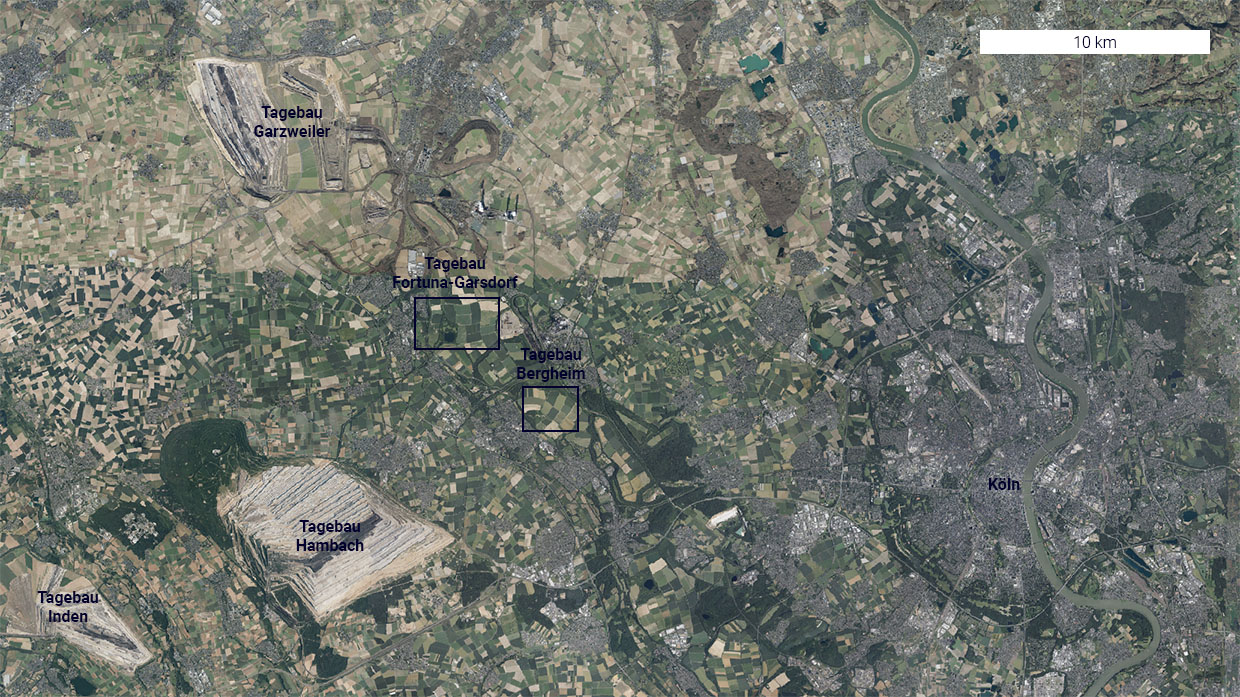 10 km
Tagebau
Garzweiler
Tagebau
Fortuna-Garsdorf
Tagebau
Bergheim
Köln
Tagebau
Hambach
Tagebau
Inden